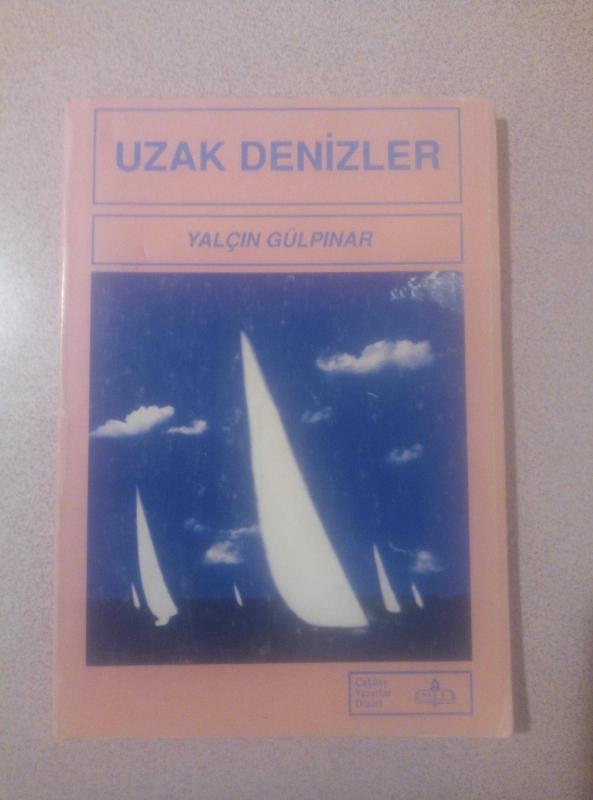 UZAK DENİZLER
YALÇIN GÜLPINAR
Çağdaş
Yazarlar
Dizisi